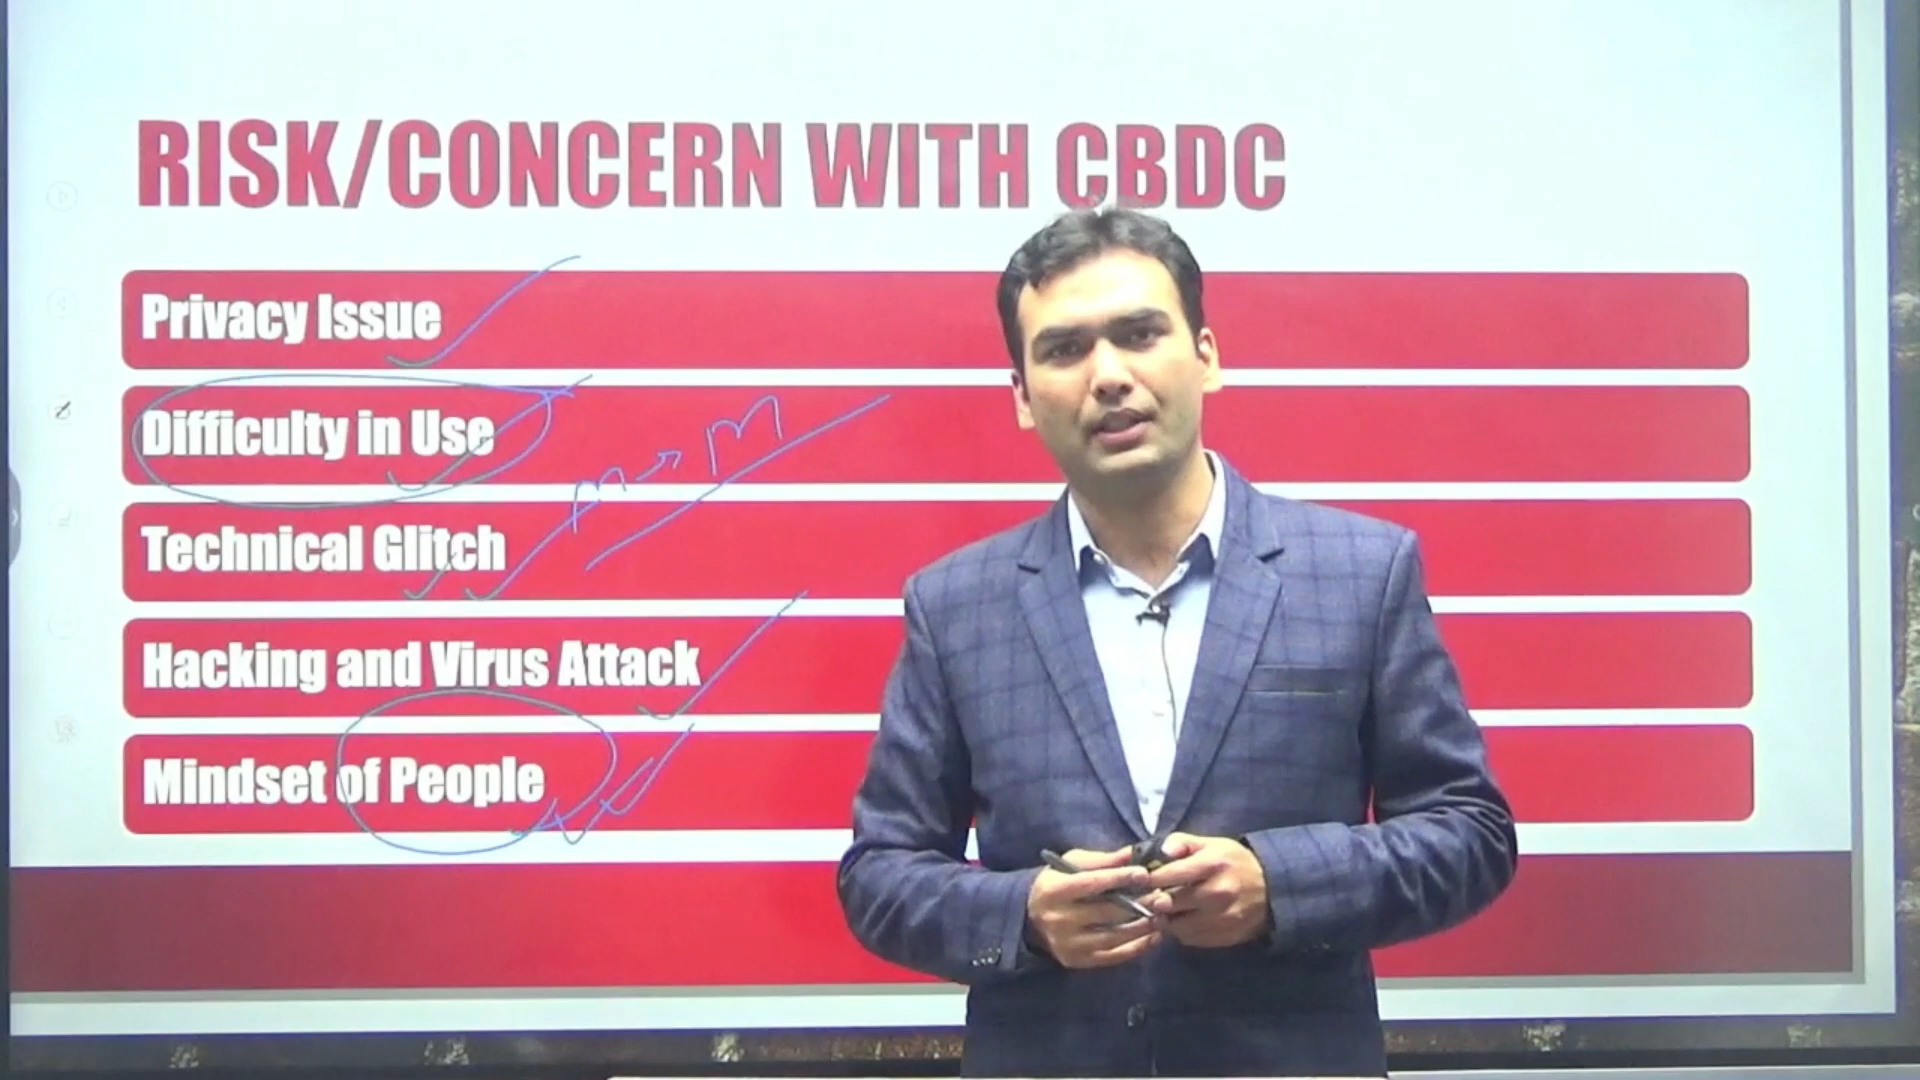 RISK/CONCERN WITH CBDC
Privacy Issue
Difficulty in Use
m → m
Technical Glitch
Hacking and Virus Attack
Mindset of People